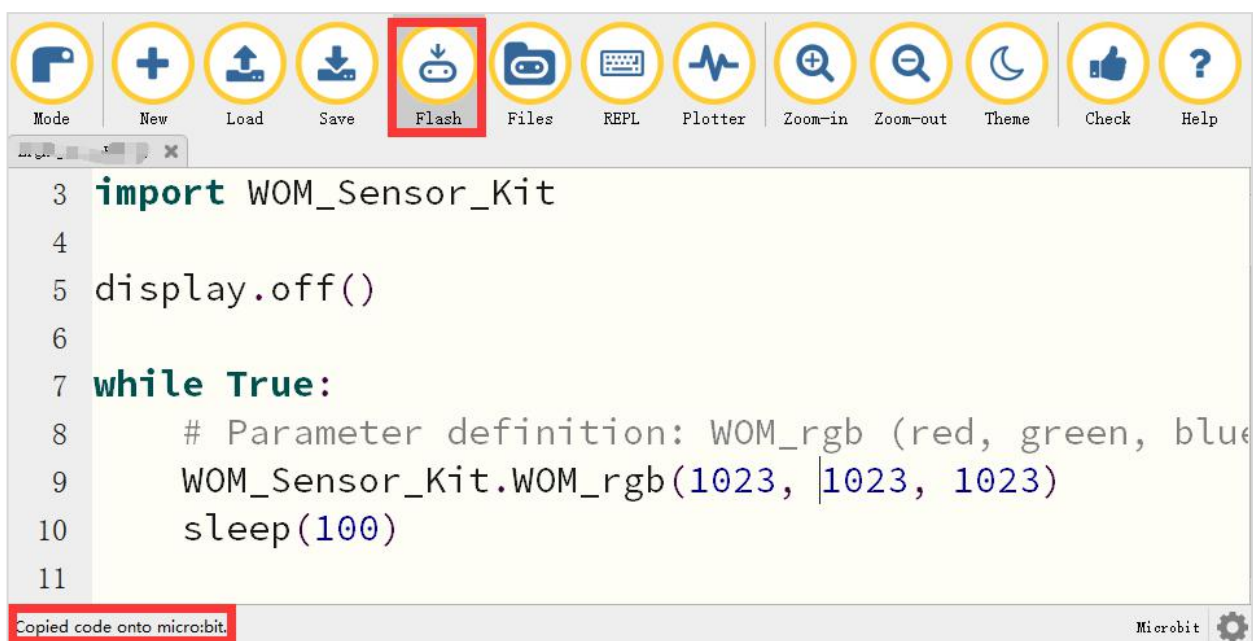 Mode New Load Save Flash Files REPL Plotter Zoom-in Zoom-out Theme Check Help
3 import WOM_Sensor_Kit
4
5 display.off()
6
7 while True:
8 # Parameter definition: WOM_rgb (red, green, blue
9 WOM_Sensor_Kit.WOM_rgb(1023, 1023, 1023)
10 sleep(100)
11
Copied code onto micro:bit. Microbit